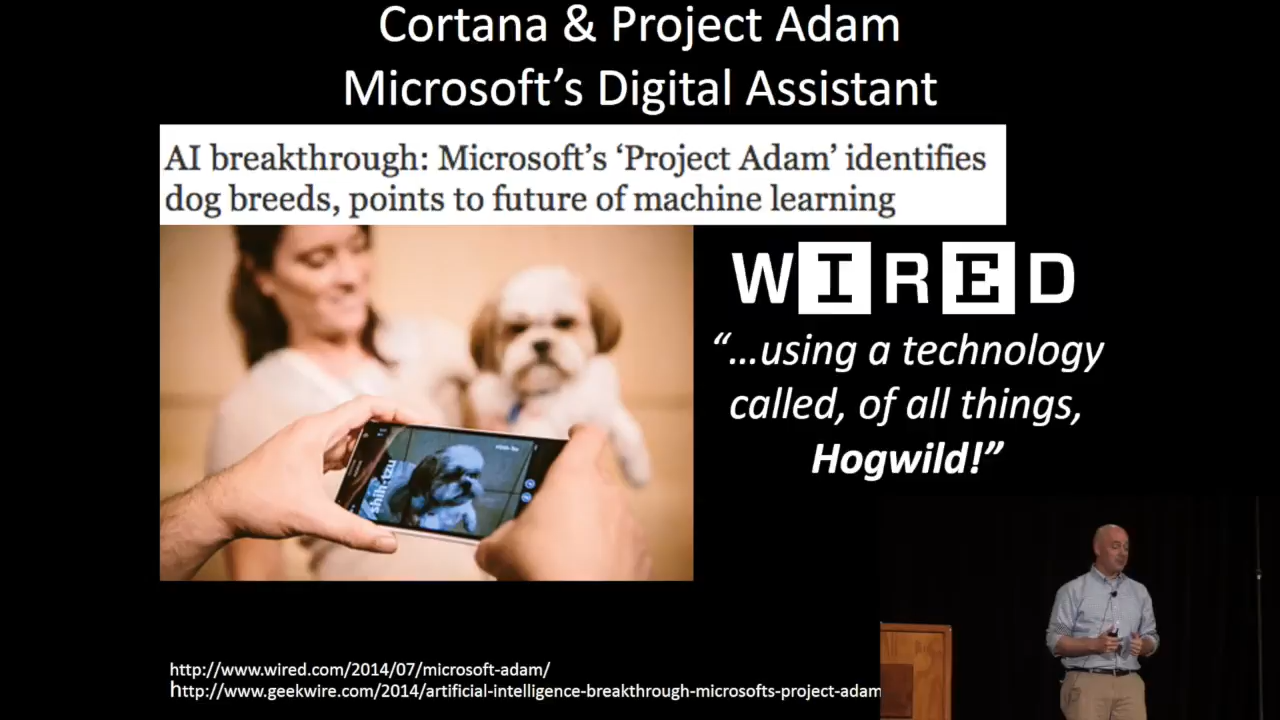 Cortana & Project Adam
Microsoft's Digital Assistant
AI breakthrough: Microsoft's ‘Project Adam’ identifies
dog breeds, points to future of machine learning
WIRED
“...using a technology
called, of all things,
Hogwild!”
shih-tzu
http://www.wired.com/2014/07/microsoft-adam/
http://www.geekwire.com/2014/artificial-intelligence-breakthrough-microsofts-project-adam